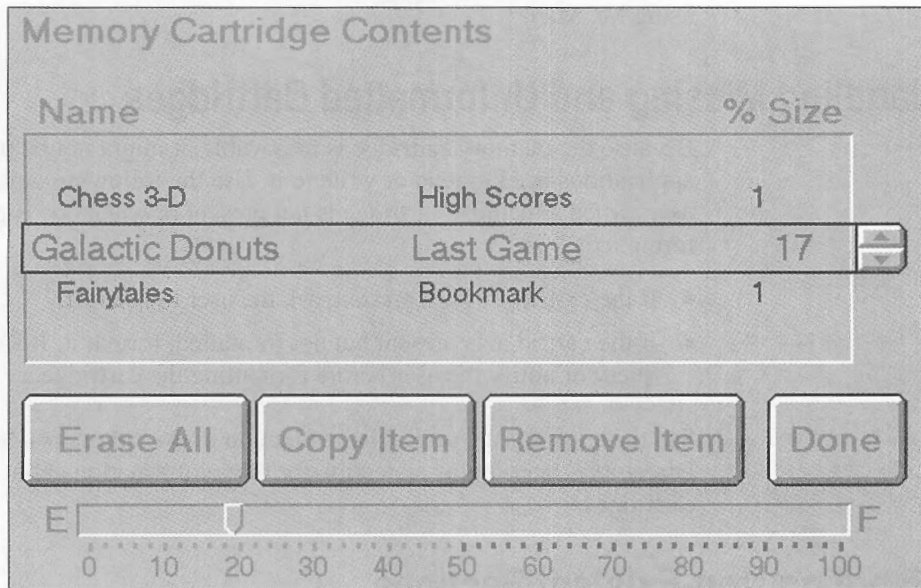 Memory Cartridge Contents
Name % Size
Chess 3-D High Scores 1
Galactic Donuts Last Game 17
Fairytales Bookmark 1
Erase All Copy Item Remove Item Done
E F
0 10 20 30 40 50 60 70 80 90 100